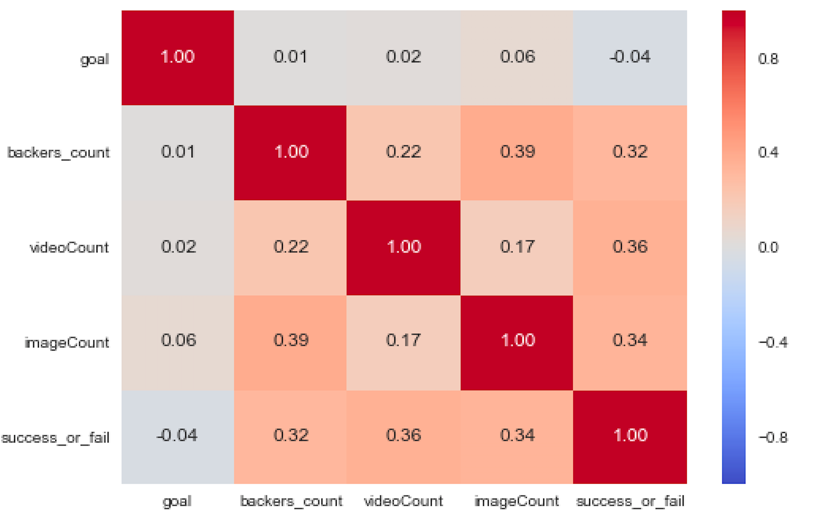 goal 1.00 0.01 0.02 0.06 -0.04
backers_count 0.01 1.00 0.22 0.39 0.32
videoCount 0.02 0.22 1.00 0.17 0.36
imageCount 0.06 0.39 0.17 1.00 0.34
success_or_fail -0.04 0.32 0.36 0.34 1.00
goal backers_count videoCount imageCount success_or_fail
0.8
0.4
0.0
−0.4
−0.8